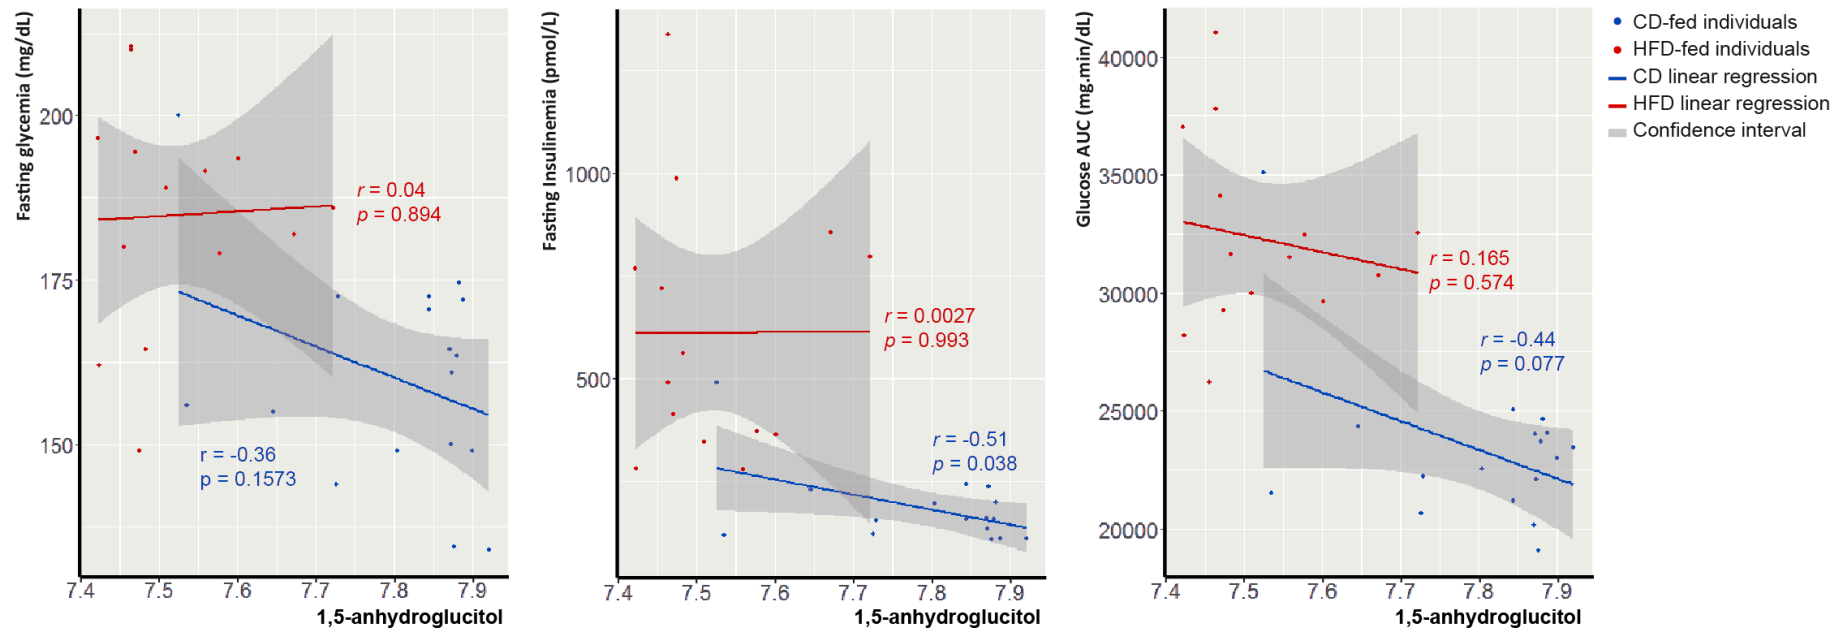 Fasting glycemia (mg/dL)
200
175
150
r = 0.04
p = 0.894
r = -0.36
p = 0.1573
7.4 7.5 7.6 7.7 7.8 7.9
1,5-anhydroglucitol
Fasting Insulinemia (pmol/L)
1000
500
r = 0.0027
p = 0.993
r = -0.51
p = 0.038
7.4 7.5 7.6 7.7 7.8 7.9
1,5-anhydroglucitol
Glucose AUC (mg.min/dL)
40000
35000
30000
25000
20000
r = 0.165
p = 0.574
r = -0.44
p = 0.077
7.4 7.5 7.6 7.7 7.8 7.9
1,5-anhydroglucitol
CD-fed individuals
HFD-fed individuals
CD linear regression
HFD linear regression
Confidence interval